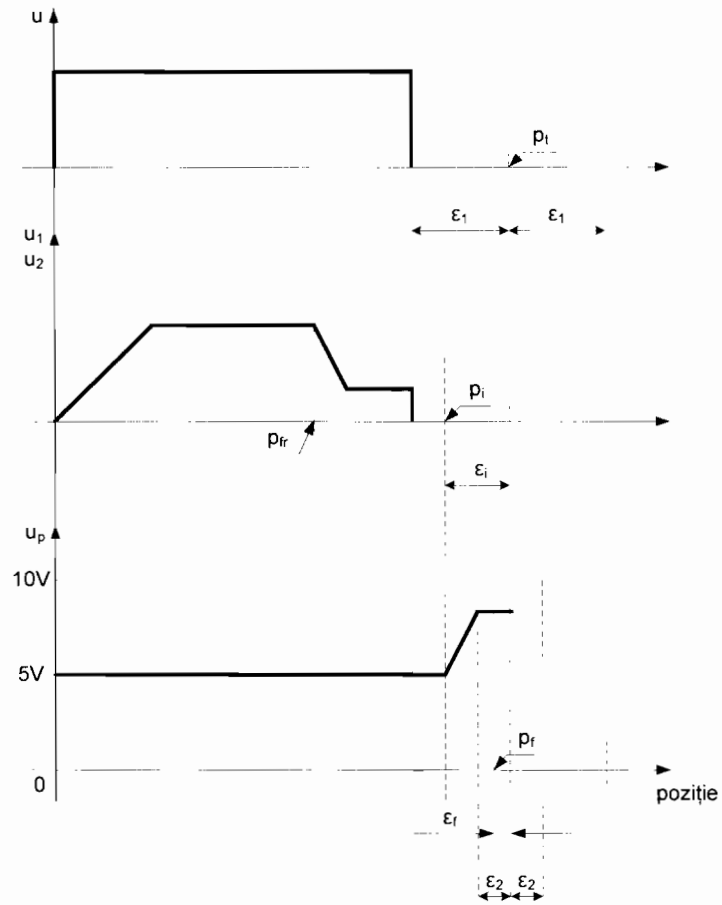 u
pt
ε1 ε1
u1
u2
pi
pfr
εi
up
10V
5V
pf
0
poziție
εf
ε2 ε2